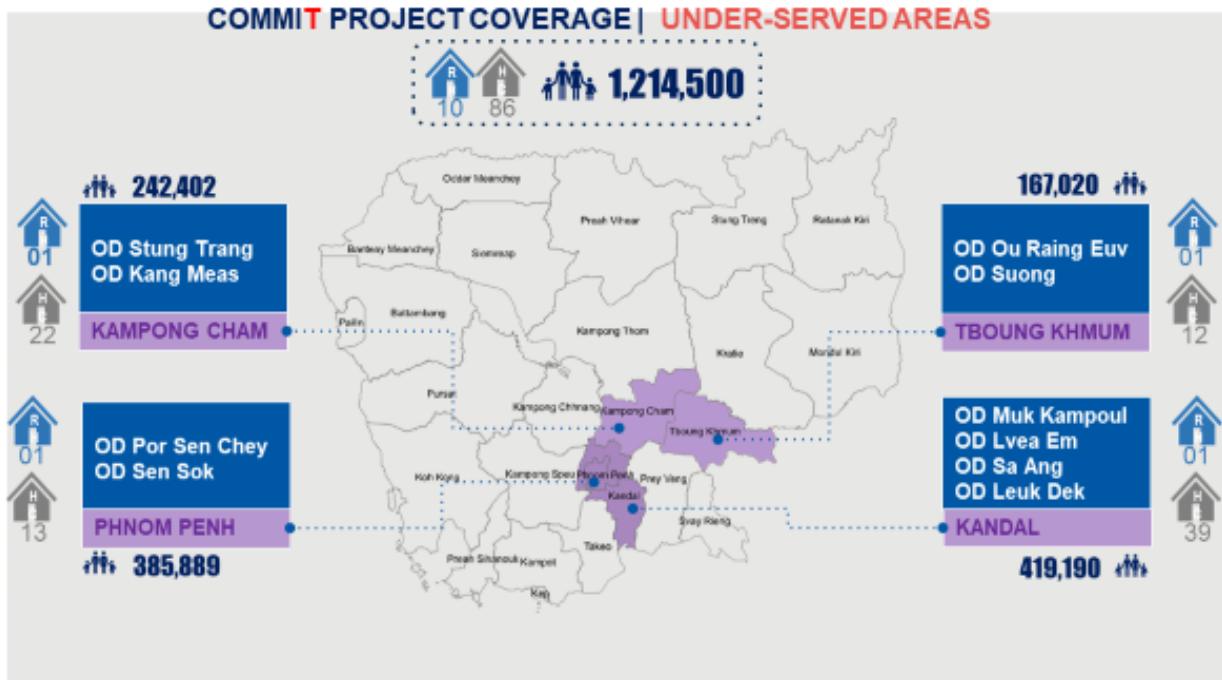 COMMIT PROJECT COVERAGE | UNDER-SERVED AREAS
10
86
1,214,500
242,402
01
22
OD Stung Trang
OD Kang Meas
KAMPONG CHAM
167,020
OD Ou Raing Euv
OD Suong
TBOUNG KHMUM
01
12
01
13
OD Por Sen Chey
OD Sen Sok
PHNOM PENH
385,889
OD Muk Kampoul
OD Lvea Em
OD Sa Ang
OD Leuk Dek
KANDAL
419,190
01
39
Oddar Meanchey
Preah Vihear
Stung Treng
Ratanak Kiri
Banteay Meanchey
Siemreap
Battambang
Pailin
Kampong Thom
Kratie
Mondul Kiri
Pursat
Kampong Chhnang
Kampong Cham
Tboung Khmum
Koh Kong
Kampong Speu
Phnom Penh
Prey Veng
Kandal
Svay Rieng
Takeo
Preah Sihanouk
Kampot
Kep